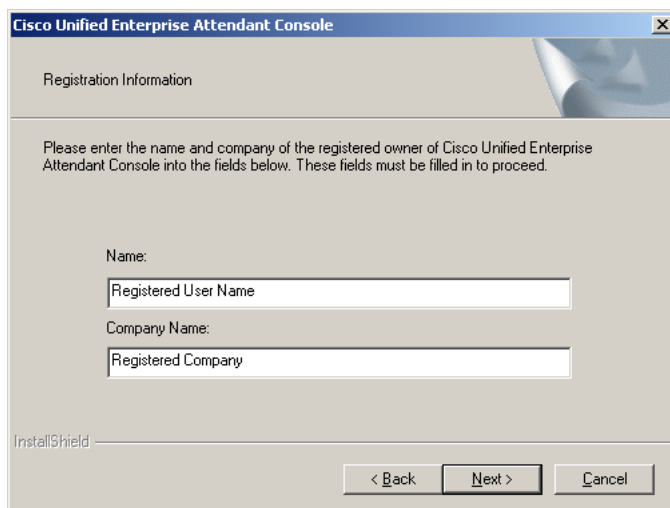 Cisco Unified Enterprise Attendant Console
Registration Information
Please enter the name and company of the registered owner of Cisco Unified Enterprise
Attendant Console into the fields below. These fields must be filled in to proceed.
Name:
Registered User Name
Company Name:
Registered Company
InstallShield
< Back Next > Cancel